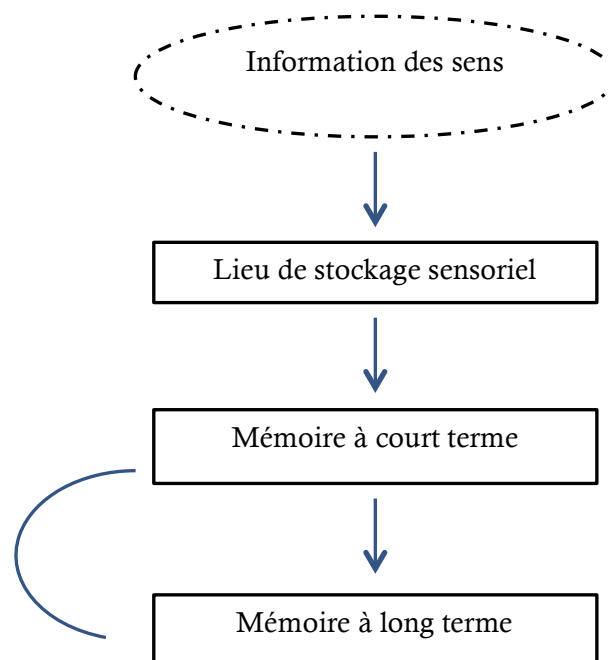 Information des sens
Lieu de stockage sensoriel
Mémoire à court terme
Mémoire à long terme